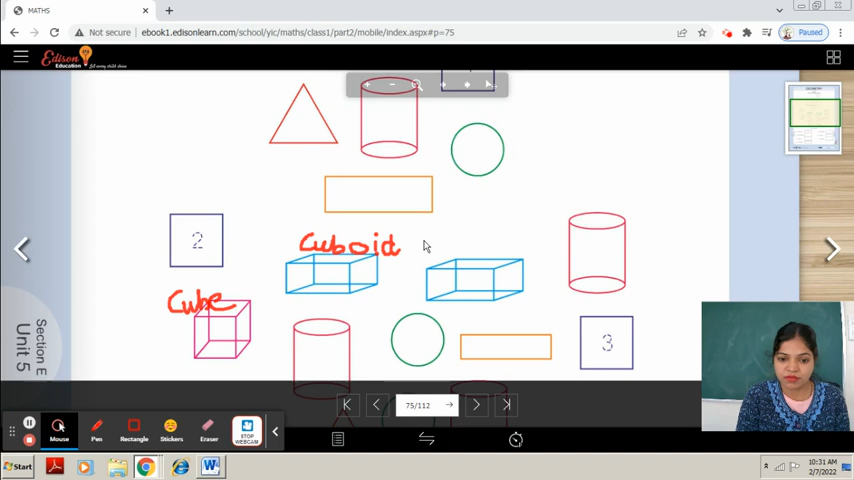 MATHS
Not secure ebook1.edisonlearn.com/school/yic/maths/class1/part2/mobile/index.aspx#p=75
Paused
Edison
Education
2
Cuboid
Cube
3
Section E
Unit 5
75/112
Mouse
Pen
Rectangle
Stickers
Eraser
STOP
WEBCAM
Start
10:31 AM
2/7/2022